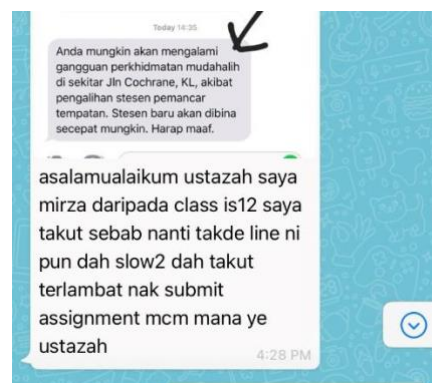 Today 14:35
Anda mungkin akan mengalami
gangguan perkhidmatan mudahalih
di sekitar Jln Cochrane, KL, akibat
pengalihan stesen pemancar
tempatan. Stesen baru akan dibina
secepat mungkin. Harap maaf.
asalamualaikum ustazah saya
mirza daripada class is12 saya
takut sebab nanti takde line ni
pun dah slow2 dah takut
terlambat nak submit
assignment mcm mana ye
ustazah
4:28 PM